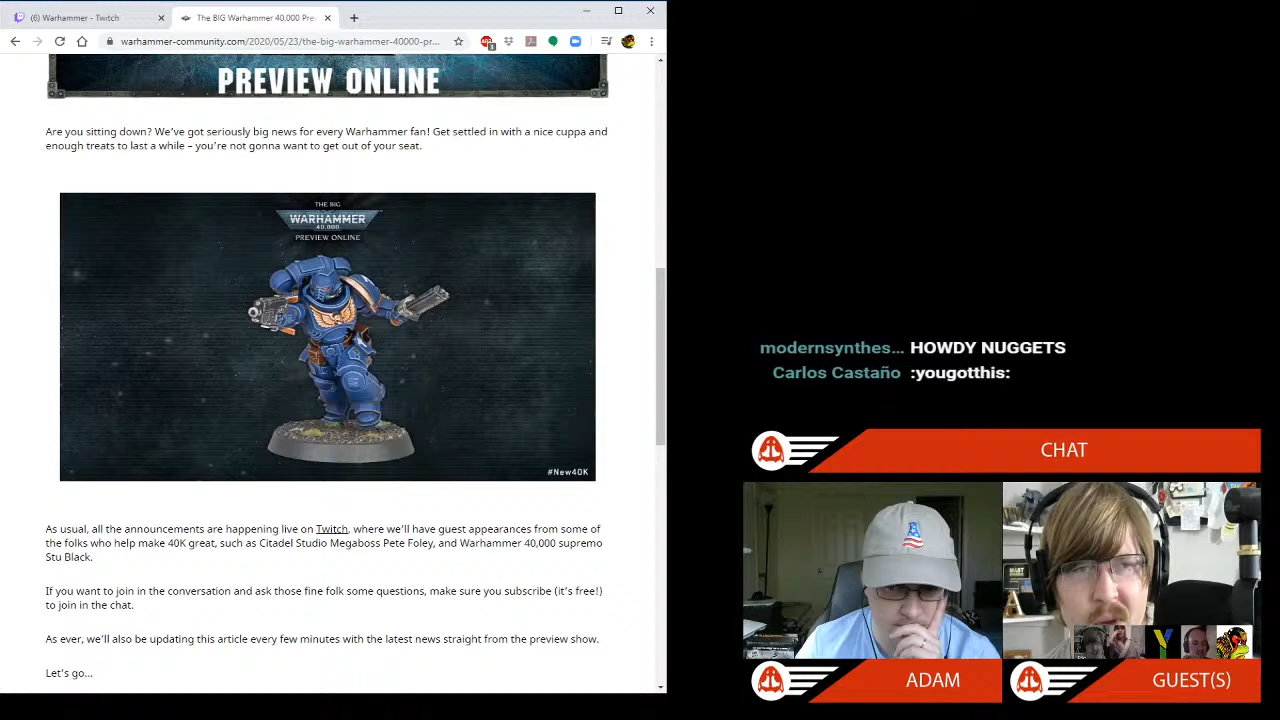 (6) Warhammer - Twitch
The BIG Warhammer 40,000 Pre
warhammer-community.com/2020/05/23/the-big-warhammer-40000-pr...
PREVIEW ONLINE
Are you sitting down? We've got seriously big news for every Warhammer fan! Get settled in with a nice cuppa and
enough treats to last a while – you're not gonna want to get out of your seat.
THE BIG
WARHAMMER
40,000
PREVIEW ONLINE
#New40K
As usual, all the announcements are happening live on Twitch, where we'll have guest appearances from some of
the folks who help make 40K great, such as Citadel Studio Megaboss Pete Foley, and Warhammer 40,000 supremo
Stu Black.
If you want to join in the conversation and ask those fine folk some questions, make sure you subscribe (it's free!)
to join in the chat.
As ever, we'll also be updating this article every few minutes with the latest news straight from the preview show.
Let's go...
modernsynthes... HOWDY NUGGETS
Carlos Castaño :yougotthis:
CHAT
ADAM
GUEST(S)